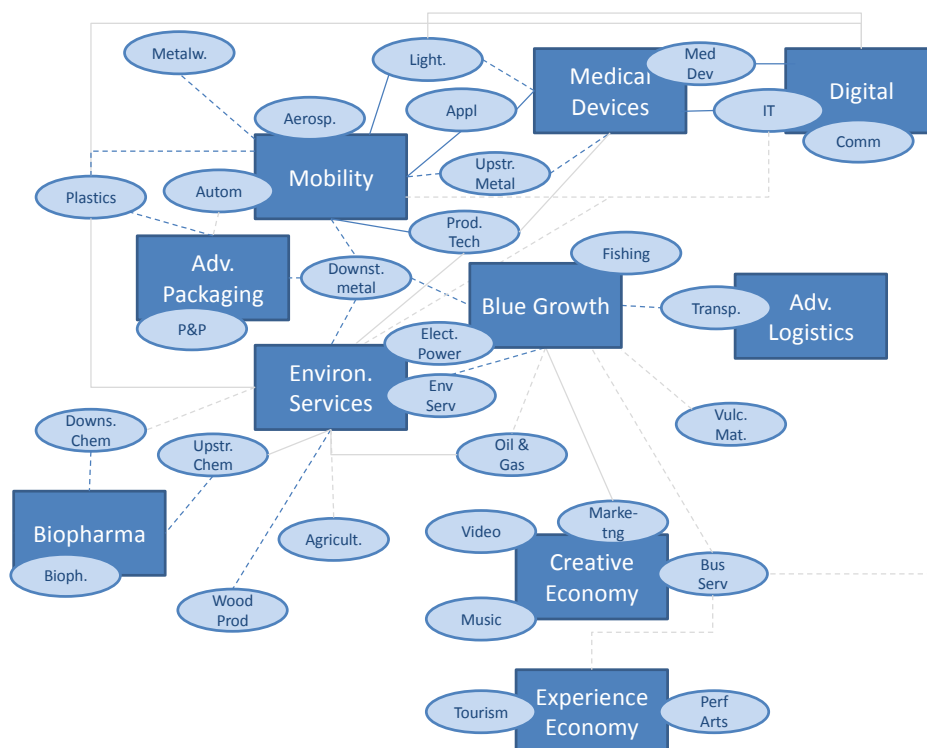 Metalw.
Light.
Medical
Devices
Med
Dev
Digital
Aerosp.
Appl
IT
Comm
Mobility
Upstr.
Metal
Plastics
Autom
Prod.
Tech
Fishing
Adv.
Packaging
Downst.
metal
Blue Growth
Transp.
Adv.
Logistics
P&P
Elect.
Power
Environ.
Services
Env
Serv
Downs.
Chem
Upstr.
Chem
Oil &
Gas
Vulc.
Mat.
Biopharma
Agricult.
Video
Marke-
tng
Bioph.
Creative
Economy
Bus
Serv
Wood
Prod
Music
Tourism
Experience
Economy
Perf
Arts